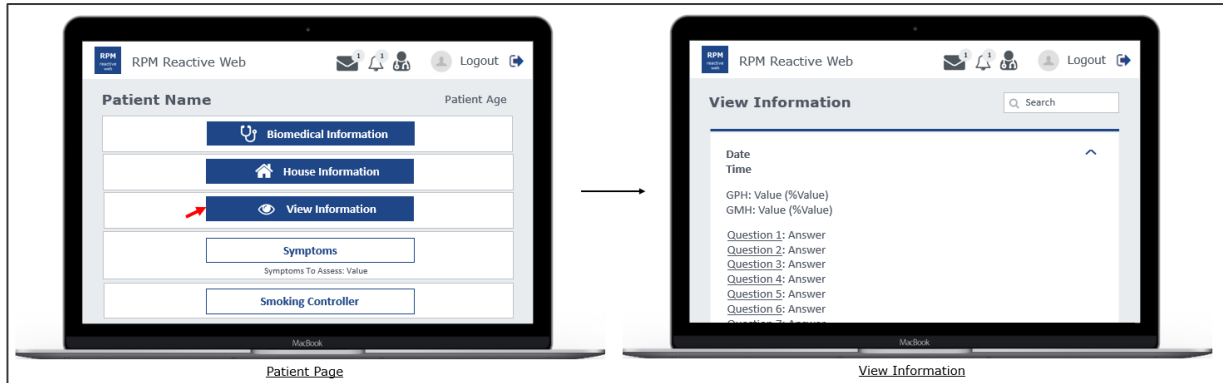 RPM
reactive
web
RPM Reactive Web
1
1
Logout
Patient Name
Patient Age
Biomedical Information
House Information
View Information
Symptoms
Symptoms To Assess: Value
Smoking Controller
MacBook
Patient Page
RPM
reactive
web
RPM Reactive Web
1
1
Logout
View Information
Search
Date
Time
GPH: Value (%Value)
GMH: Value (%Value)
Question 1: Answer
Question 2: Answer
Question 3: Answer
Question 4: Answer
Question 5: Answer
Question 6: Answer
Question 7: Answer
MacBook
View Information